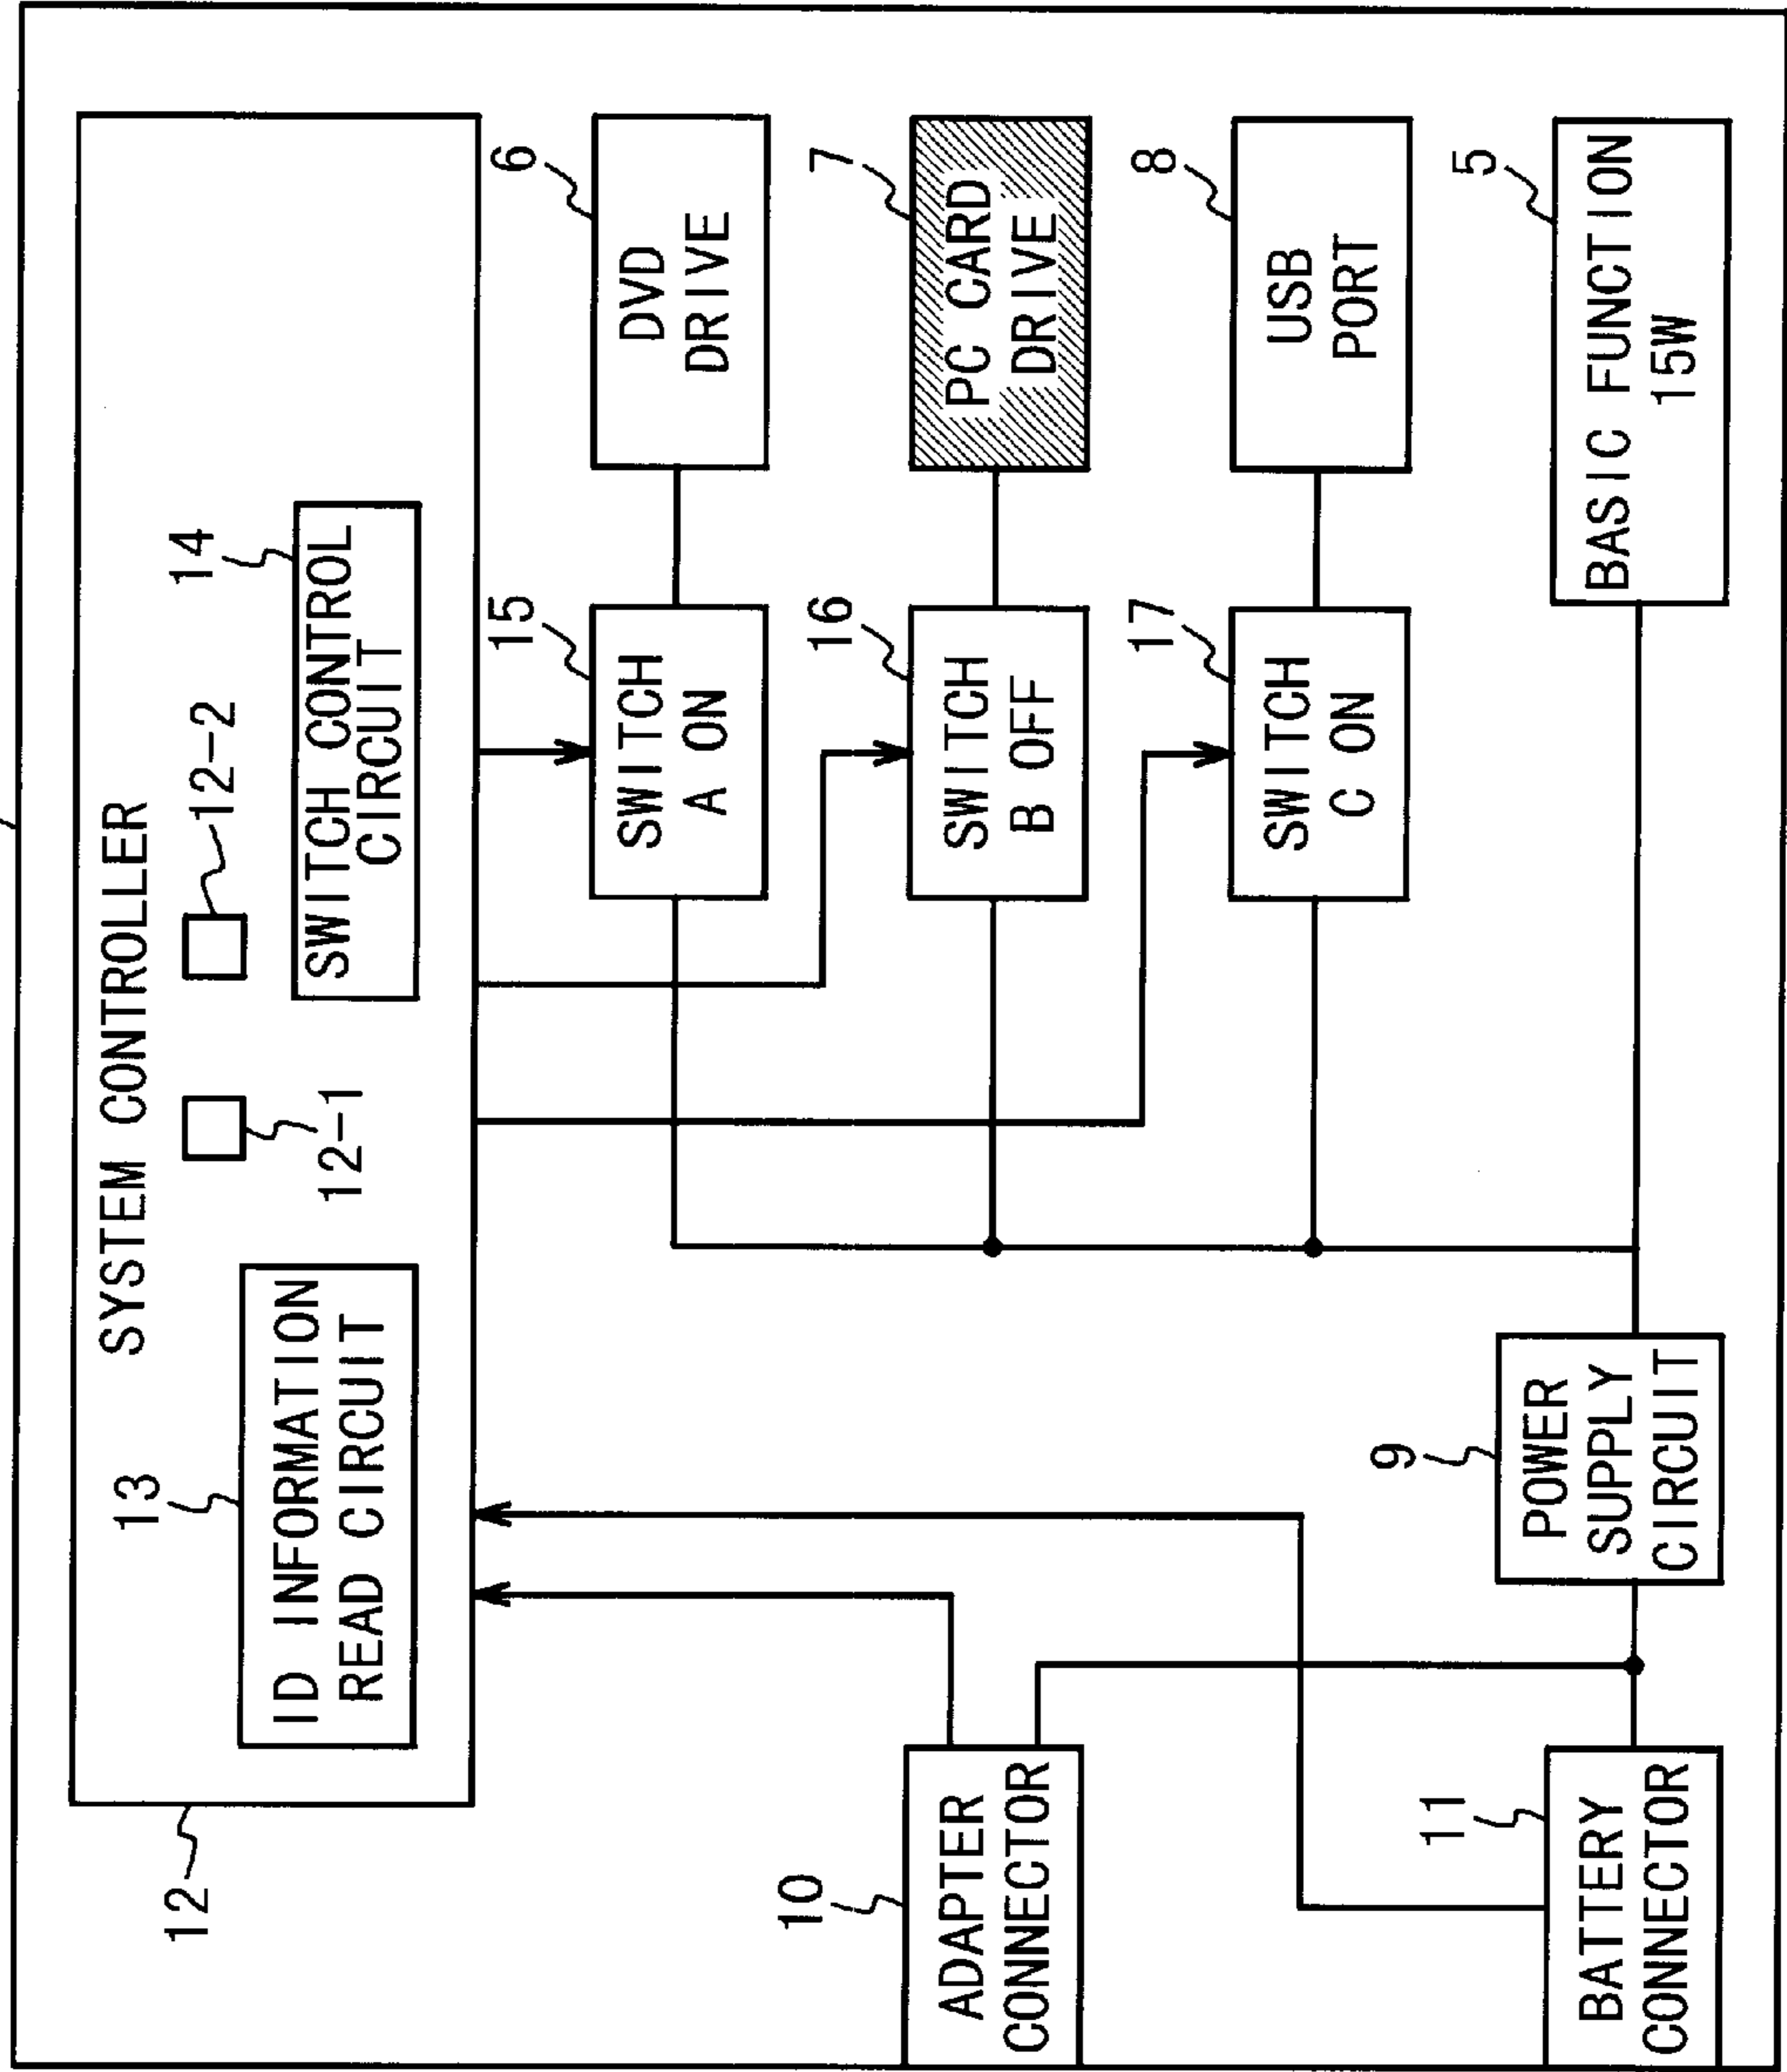 SYSTEM CONTROLLER
12
13
ID INFORMATION
READ CIRCUIT
12-1
12-2
14
SWITCH CONTROL
CIRCUIT
15
SWITCH
A ON
6
DVD
DRIVE
10
ADAPTER
CONNECTOR
16
SWITCH
B OFF
7
PC CARD
DRIVE
17
SWITCH
C ON
8
USB
PORT
11
BATTERY
CONNECTOR
9
POWER
SUPPLY
CIRCUIT
5
BASIC FUNCTION
15W